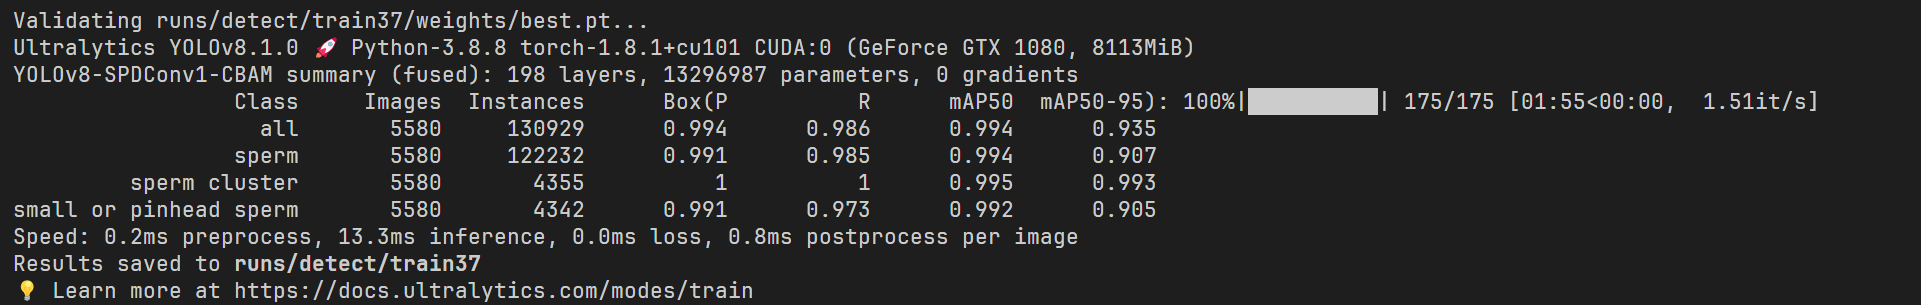 Validating runs/detect/train37/weights/best.pt...
Ultralytics YOLOv8.1.0 🚀 Python-3.8.8 torch-1.8.1+cu101 CUDA:0 (GeForce GTX 1080, 8113MiB)
YOLOv8-SPDConv1-CBAM summary (fused): 198 layers, 13296987 parameters, 0 gradients
Class Images Instances Box(P R mAP50 mAP50-95): 100%|██████████| 175/175 [01:55<00:00, 1.51it/s]
all 5580 130929 0.994 0.986 0.994 0.935
sperm 5580 122232 0.991 0.985 0.994 0.907
sperm cluster 5580 4355 1 1 0.995 0.993
small or pinhead sperm 5580 4342 0.991 0.973 0.992 0.905
Speed: 0.2ms preprocess, 13.3ms inference, 0.0ms loss, 0.8ms postprocess per image
Results saved to runs/detect/train37
💡 Learn more at https://docs.ultralytics.com/modes/train